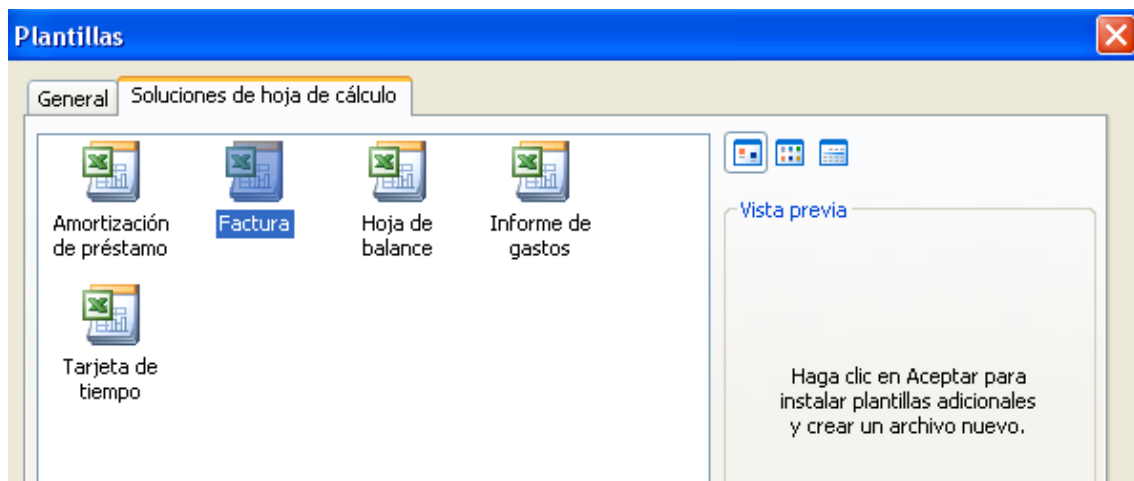 Plantillas
General
Soluciones de hoja de cálculo
Amortización
de préstamo
Factura
Hoja de
balance
Informe de
gastos
Tarjeta de
tiempo
Vista previa
Haga clic en Aceptar para
instalar plantillas adicionales
y crear un archivo nuevo.